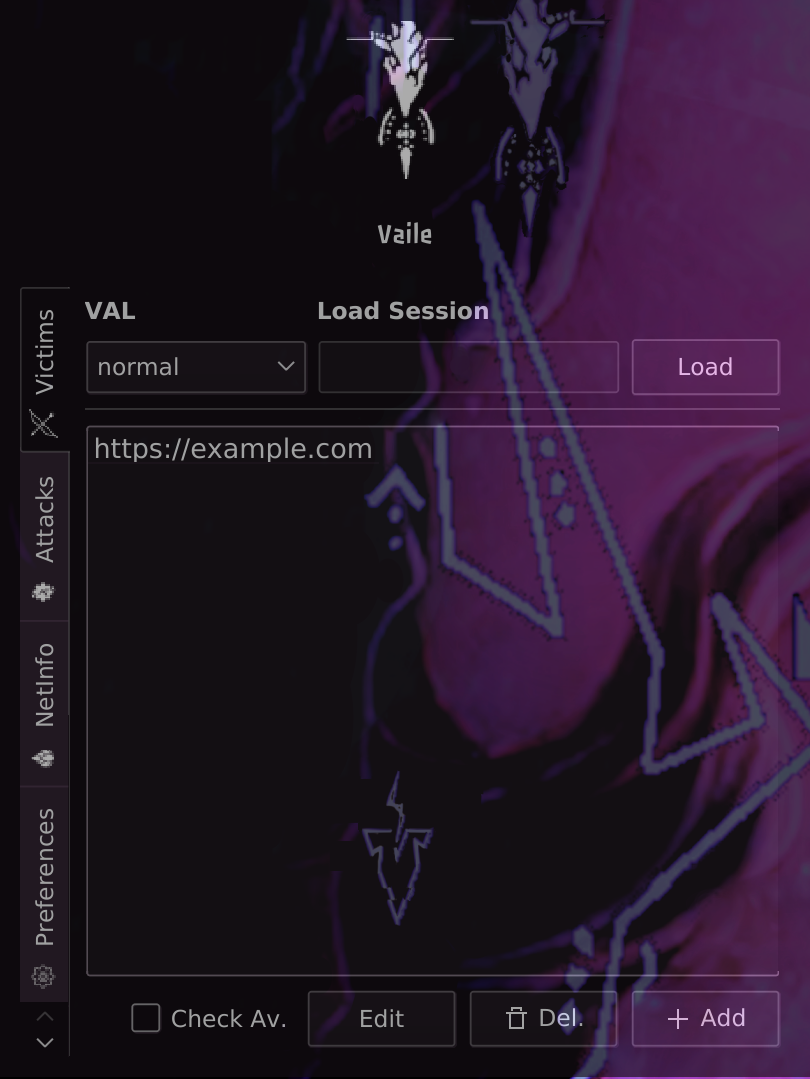 Vaile
VAL
Load Session
normal
Load
Victims
Attacks
NetInfo
Preferences
https://example.com
Check Av.
Edit
Del.
Add